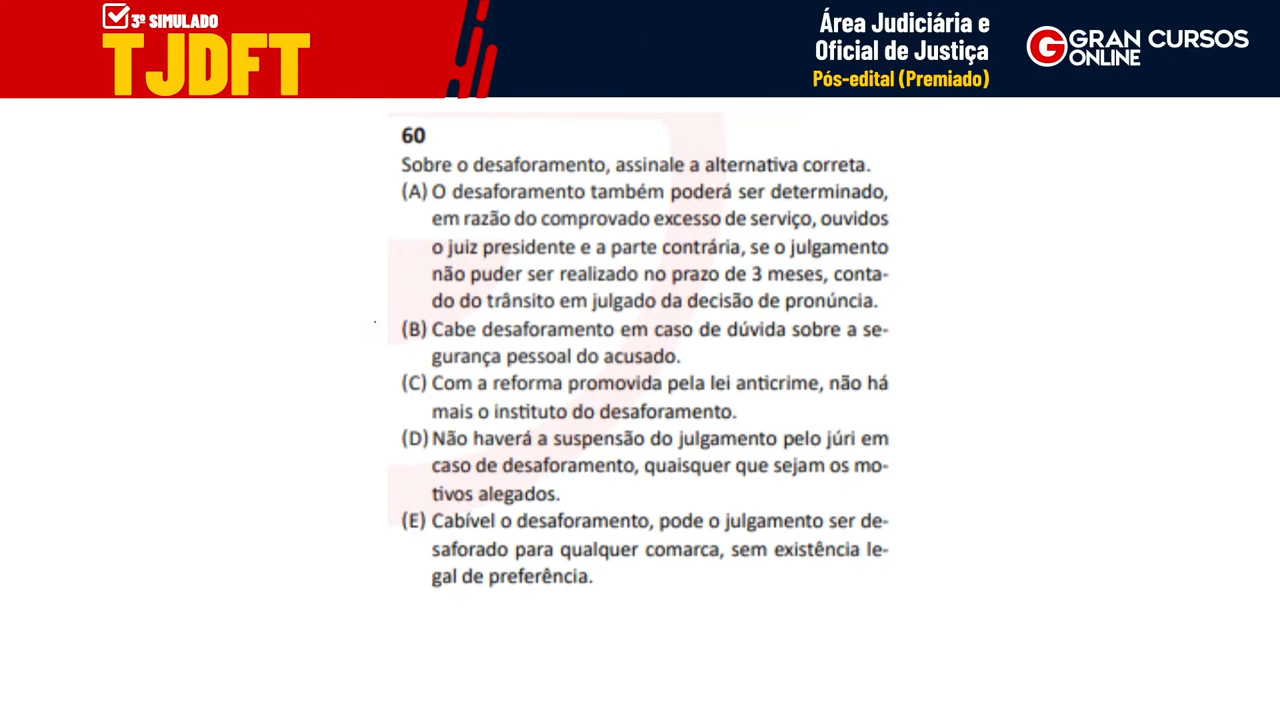 3º SIMULADO
TJDFT
Área Judiciária e
Oficial de Justiça
Pós-edital (Premiado)
G GRAN CURSOS
ONLINE
60
Sobre o desaforamento, assinale a alternativa correta.
(A) O desaforamento também poderá ser determinado,
em razão do comprovado excesso de serviço, ouvidos
o juiz presidente e a parte contrária, se o julgamento
não puder ser realizado no prazo de 3 meses, conta-
do do trânsito em julgado da decisão de pronúncia.
(B) Cabe desaforamento em caso de dúvida sobre a se-
gurança pessoal do acusado.
(C) Com a reforma promovida pela lei anticrime, não há
mais o instituto do desaforamento.
(D) Não haverá a suspensão do julgamento pelo júri em
caso de desaforamento, quaisquer que sejam os mo-
tivos alegados.
(E) Cabível o desaforamento, pode o julgamento ser de-
saforado para qualquer comarca, sem existência le-
gal de preferência.